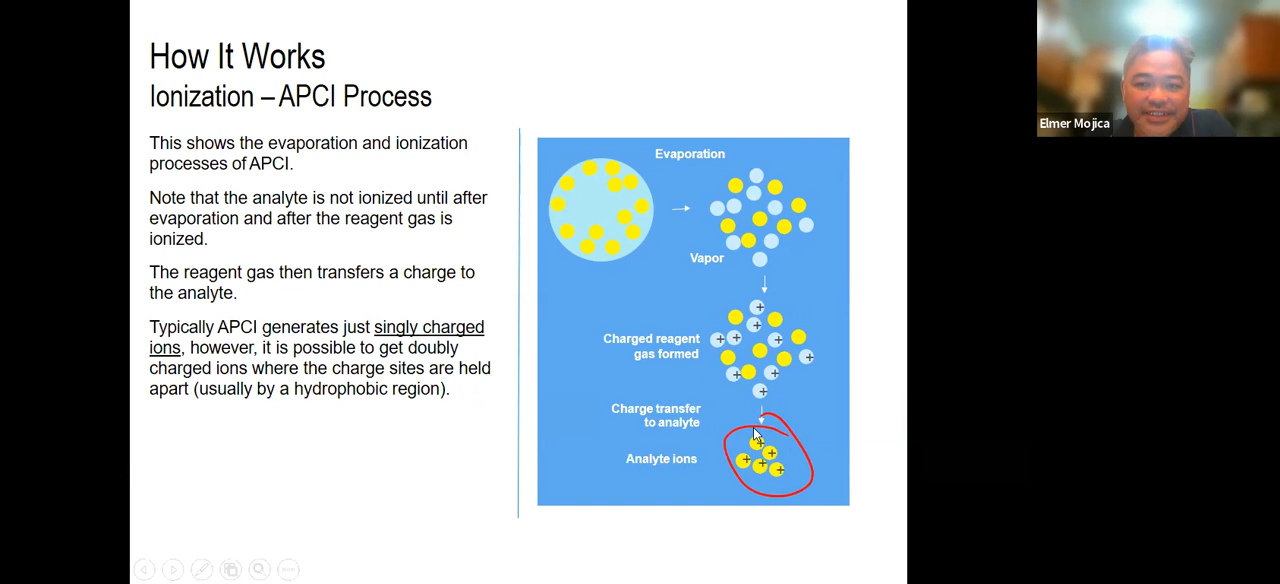 How It Works
Ionization – APCI Process
This shows the evaporation and ionization
processes of APCI.
Note that the analyte is not ionized until after
evaporation and after the reagent gas is
ionized.
The reagent gas then transfers a charge to
the analyte.
Typically APCI generates just singly charged
ions, however, it is possible to get doubly
charged ions where the charge sites are held
apart (usually by a hydrophobic region).
Evaporation
Vapor
Charged reagent
gas formed
Charge transfer
to analyte
Analyte ions
Elmer Mojica